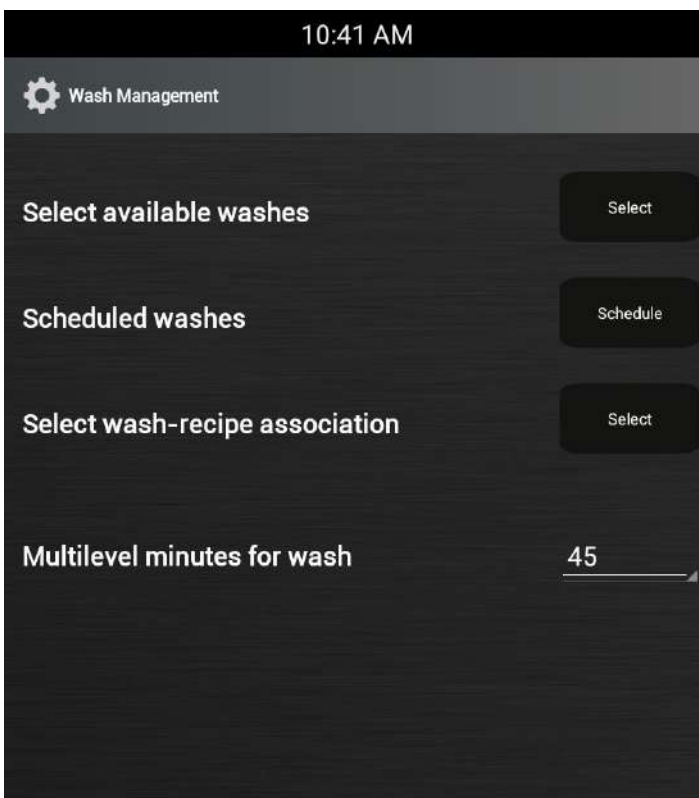 10:41 AM
Wash Management
Select available washes Select
Scheduled washes Schedule
Select wash-recipe association Select
Multilevel minutes for wash 45